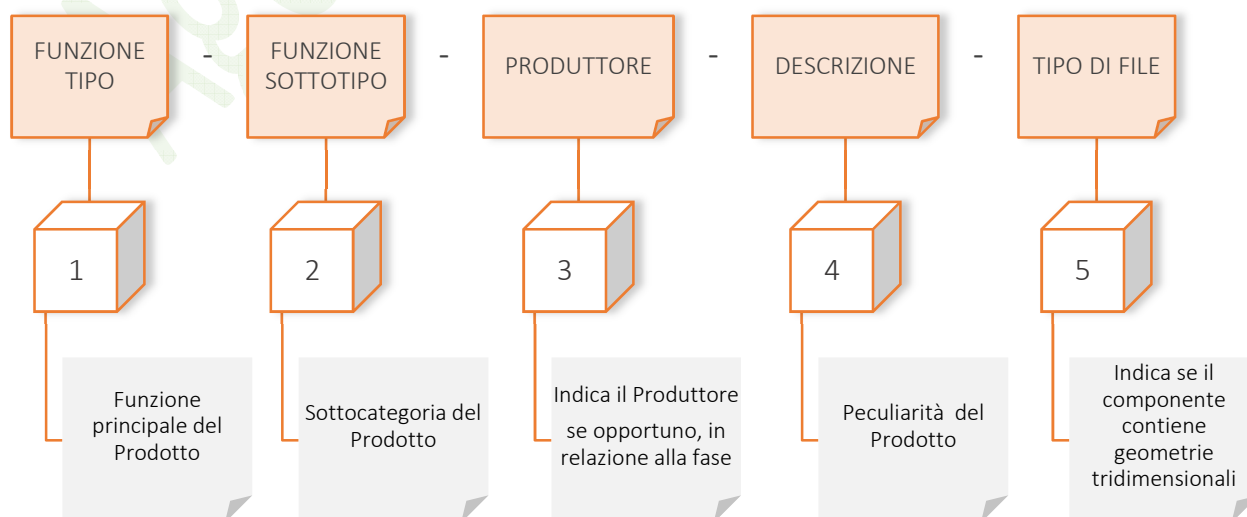 FUNZIONE
TIPO
-
FUNZIONE
SOTTOTIPO
-
PRODUTTORE
-
DESCRIZIONE
-
TIPO DI FILE
1
2
3
4
5
Funzione
principale del
Prodotto
Sottocategoria del
Prodotto
Indica il Produttore
se opportuno, in
relazione alla fase
Peculiarità del
Prodotto
Indica se il
componente
contiene
geometrie
tridimensionali